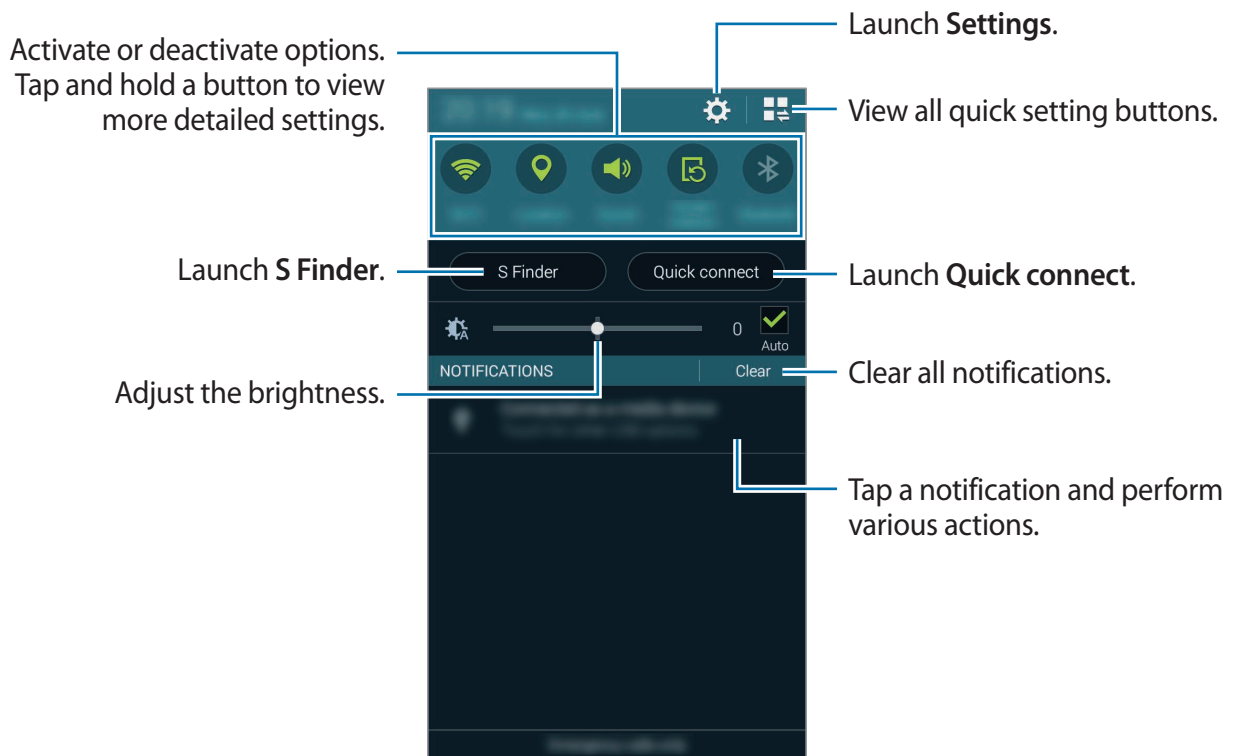 Launch Settings.
Activate or deactivate options.
Tap and hold a button to view
more detailed settings.
View all quick setting buttons.
Launch S Finder.
S Finder
Quick connect
Launch Quick connect.
0
Auto
Adjust the brightness.
NOTIFICATIONS
Clear
Clear all notifications.
Tap a notification and perform
various actions.